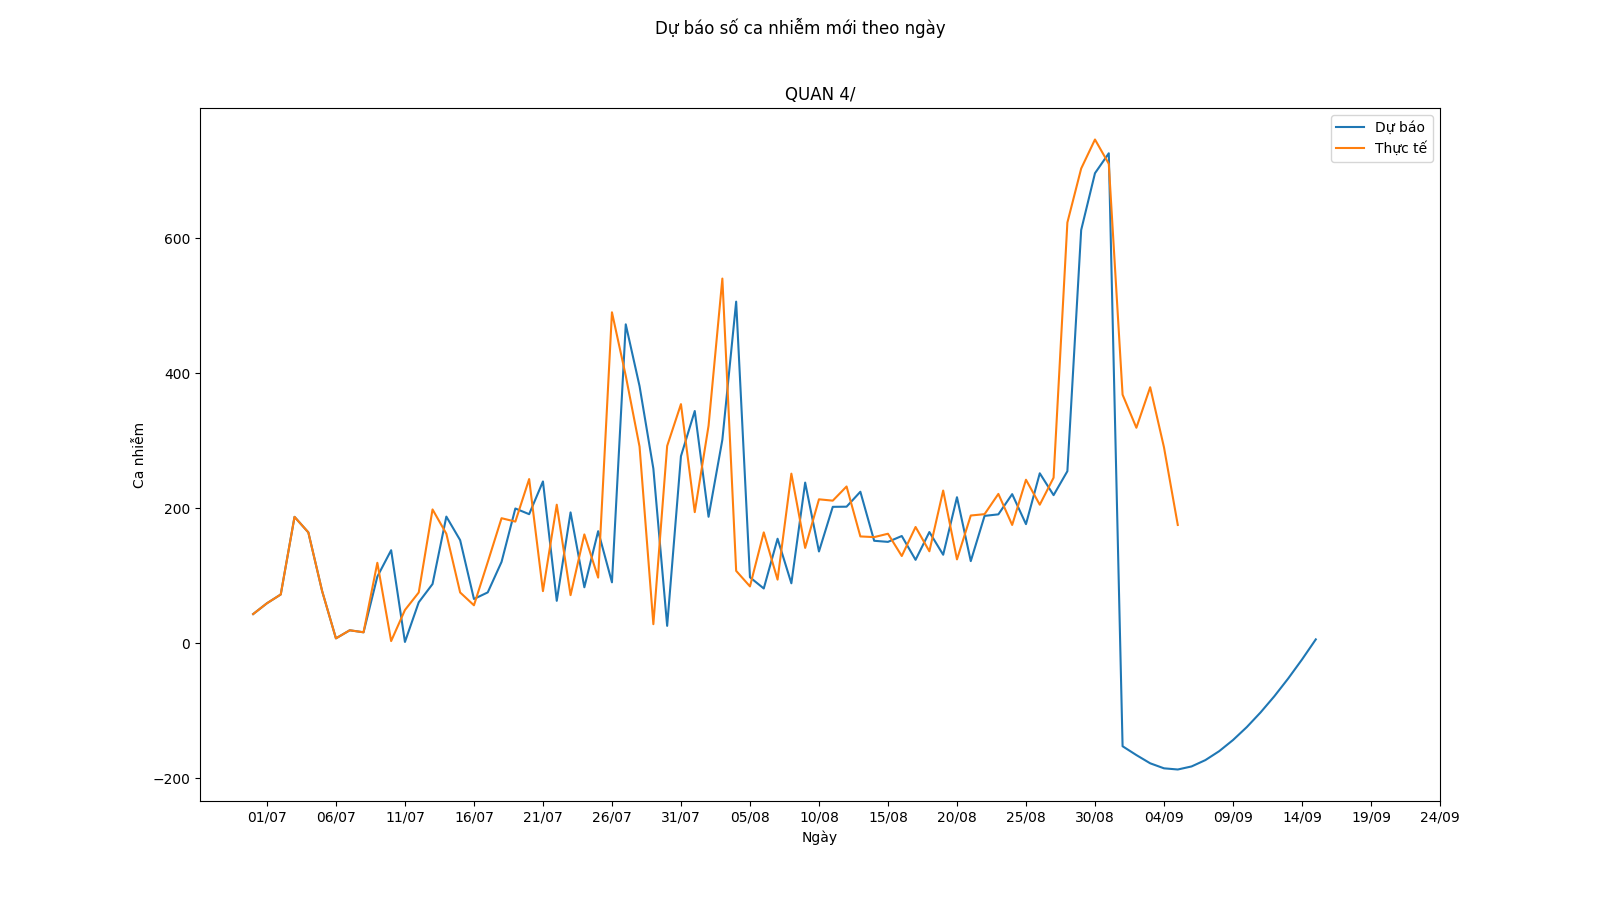 Dự báo số ca nhiễm mới theo ngày
QUAN 4/
Dự báo
Thực tế
Ca nhiễm
600
400
200
0
−200
01/07 06/07 11/07 16/07 21/07 26/07 31/07 05/08 10/08 15/08 20/08 25/08 30/08 04/09 09/09 14/09 19/09 24/09
Ngày